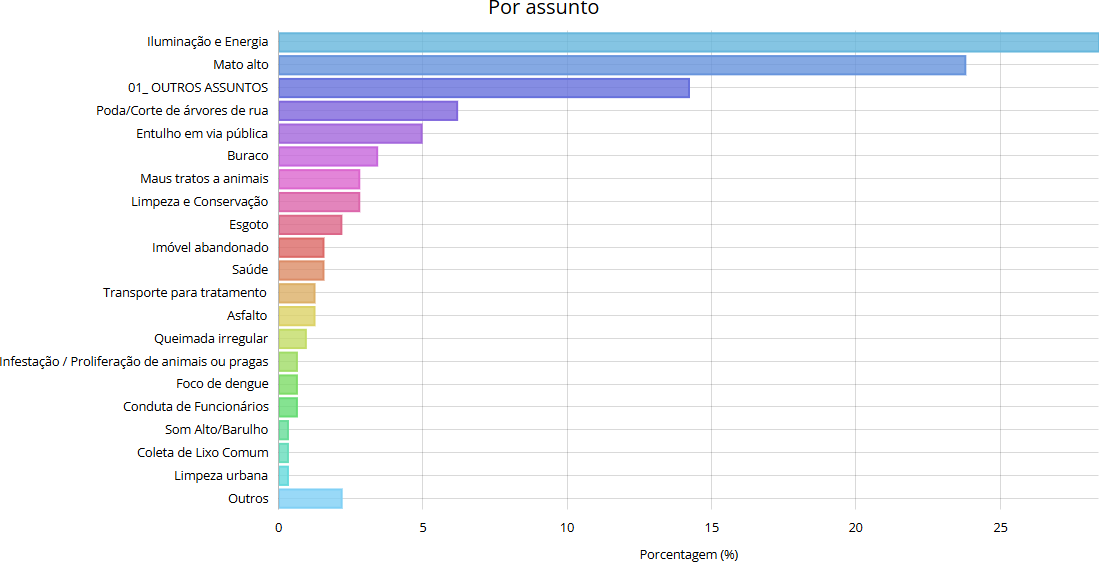 Por assunto
Iluminação e Energia
Mato alto
01_ OUTROS ASSUNTOS
Poda/Corte de árvores de rua
Entulho em via pública
Buraco
Maus tratos a animais
Limpeza e Conservação
Esgoto
Imóvel abandonado
Saúde
Transporte para tratamento
Asfalto
Queimada irregular
Infestação / Proliferação de animais ou pragas
Foco de dengue
Conduta de Funcionários
Som Alto/Barulho
Coleta de Lixo Comum
Limpeza urbana
Outros
0 5 10 15 20 25
Porcentagem (%)